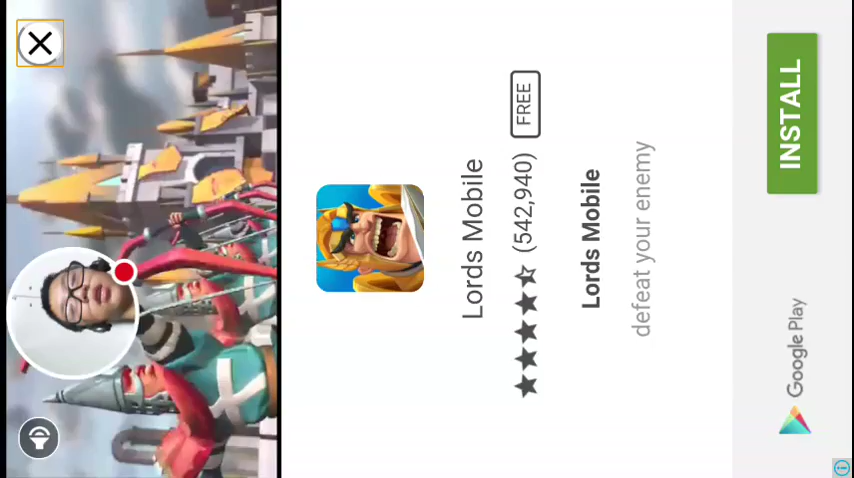 Lords Mobile
(542,940) FREE
Lords Mobile
defeat your enemy
Google Play
INSTALL